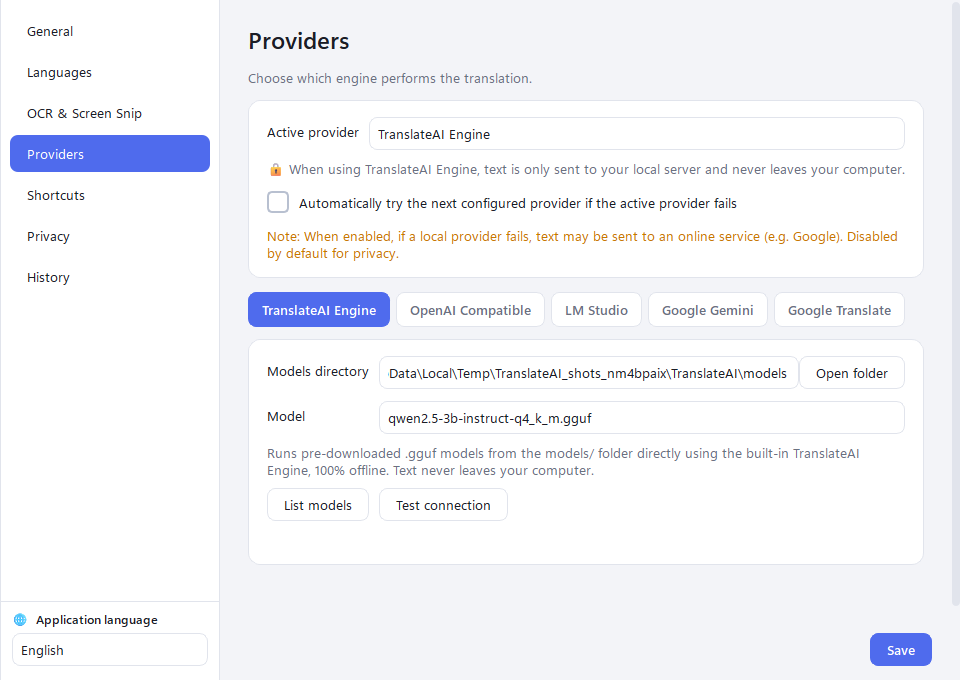 General
Languages
OCR & Screen Snip
Providers
Shortcuts
Privacy
History
Application language
English
Providers
Choose which engine performs the translation.
Active provider
TranslateAI Engine
When using TranslateAI Engine, text is only sent to your local server and never leaves your computer.
Automatically try the next configured provider if the active provider fails
Note: When enabled, if a local provider fails, text may be sent to an online service (e.g. Google). Disabled
by default for privacy.
TranslateAI Engine
OpenAI Compatible
LM Studio
Google Gemini
Google Translate
Models directory
Data\Local\Temp\TranslateAI_shots_nm4bpaix\TranslateAI\models
Open folder
Model
qwen2.5-3b-instruct-q4_k_m.gguf
Runs pre-downloaded .gguf models from the models/ folder directly using the built-in TranslateAI
Engine, 100% offline. Text never leaves your computer.
List models
Test connection
Save